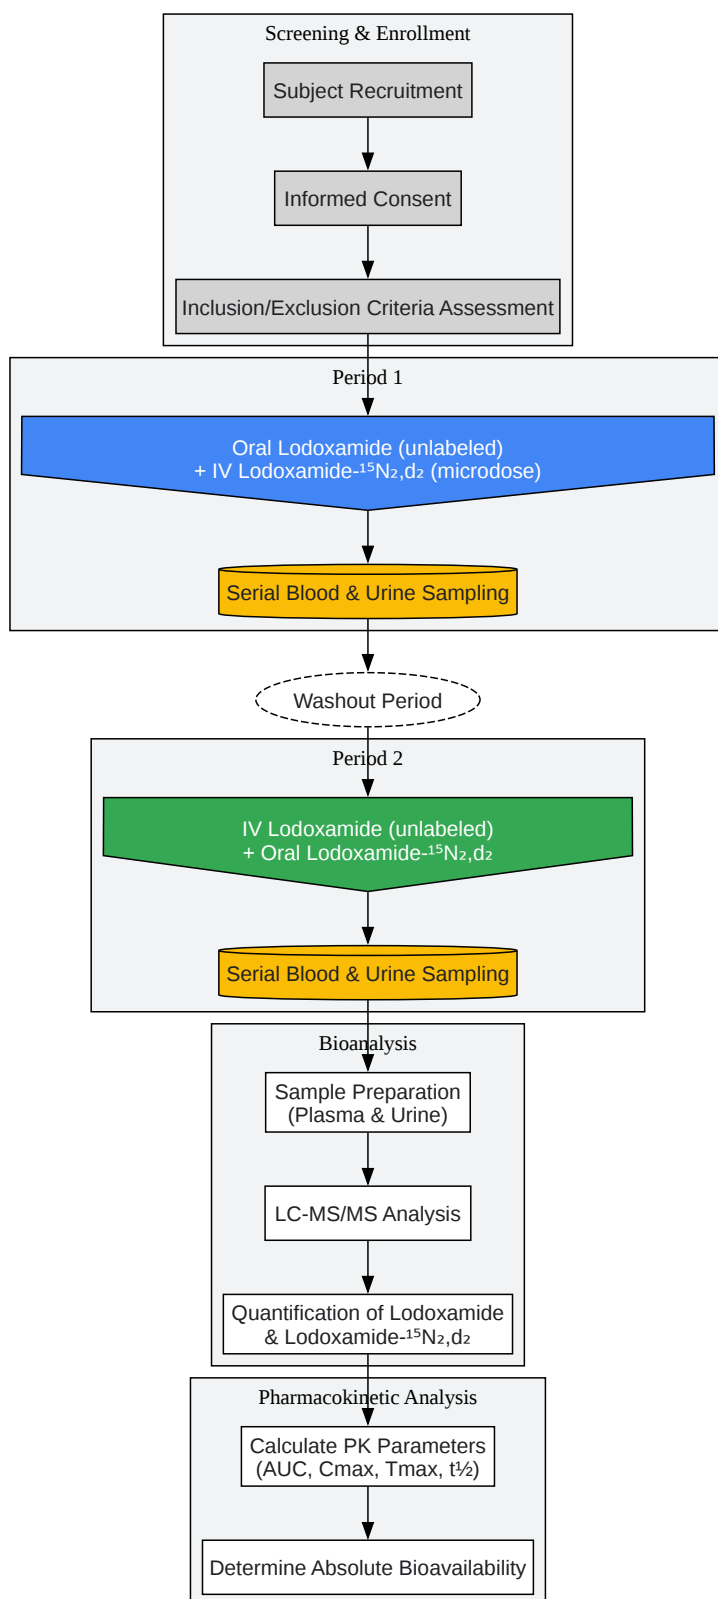 Screening & Enrollment
Subject Recruitment
Informed Consent
Inclusion/Exclusion Criteria Assessment
Period 1
Oral Lodoxamide (unlabeled)
+ IV Lodoxamide-¹⁵N₂,d₂ (microdose)
Serial Blood & Urine Sampling
Washout Period
Period 2
IV Lodoxamide (unlabeled)
+ Oral Lodoxamide-¹⁵N₂,d₂
Serial Blood & Urine Sampling
Bioanalysis
Sample Preparation
(Plasma & Urine)
LC-MS/MS Analysis
Quantification of Lodoxamide
& Lodoxamide-¹⁵N₂,d₂
Pharmacokinetic Analysis
Calculate PK Parameters
(AUC, Cmax, Tmax, t½)
Determine Absolute Bioavailability